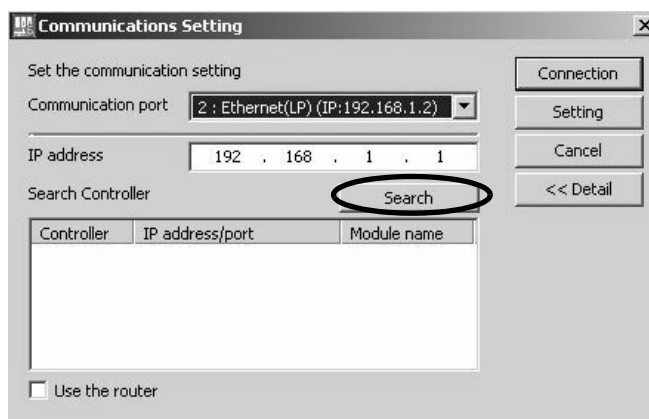 Communications Setting
Set the communication setting
Connection
Communication port
2 : Ethernet(LP) (IP:192.168.1.2)
Setting
IP address
192 . 168 . 1 . 1
Cancel
Search Controller
Search
<< Detail
Controller IP address/port Module name
Use the router